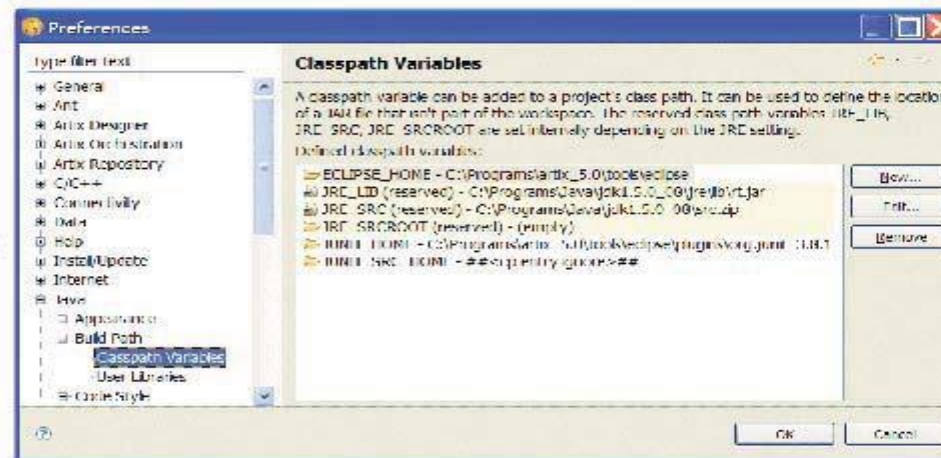 Preferences
type filter text
General
Ant
Artix Designer
Artix Orchestration
Artix Repository
C/C++
Connectivity
Data
Help
Install/Update
Internet
Java
Appearance
Build Path
Classpath Variables
User Libraries
Code Style
Classpath Variables
A classpath variable can be added to a project's class path. It can be used to define the location
of a JAR file that isn't part of the workspace. The reserved class path variables JRE_LIB,
JRE_SRC, JRE_SRCROOT are set internally depending on the JRE setting.
Defined classpath variables:
ECLIPSE_HOME - C:\Programs\artix_5.0\tools\eclipse
JRE_LIB (reserved) - C:\Programs\Java\jdk1.5.0_08\jre\lib\rt.jar
JRE_SRC (reserved) - C:\Programs\Java\jdk1.5.0_08\src.zip
JRE_SRCROOT (reserved) - (empty)
JUNIT_HOME - C:\Programs\artix_5.0\tools\eclipse\plugins\org.junit_3.8.1
JUNIT_SRC_HOME - ##<cp entry ignore>##
New...
Edit...
Remove
OK
Cancel